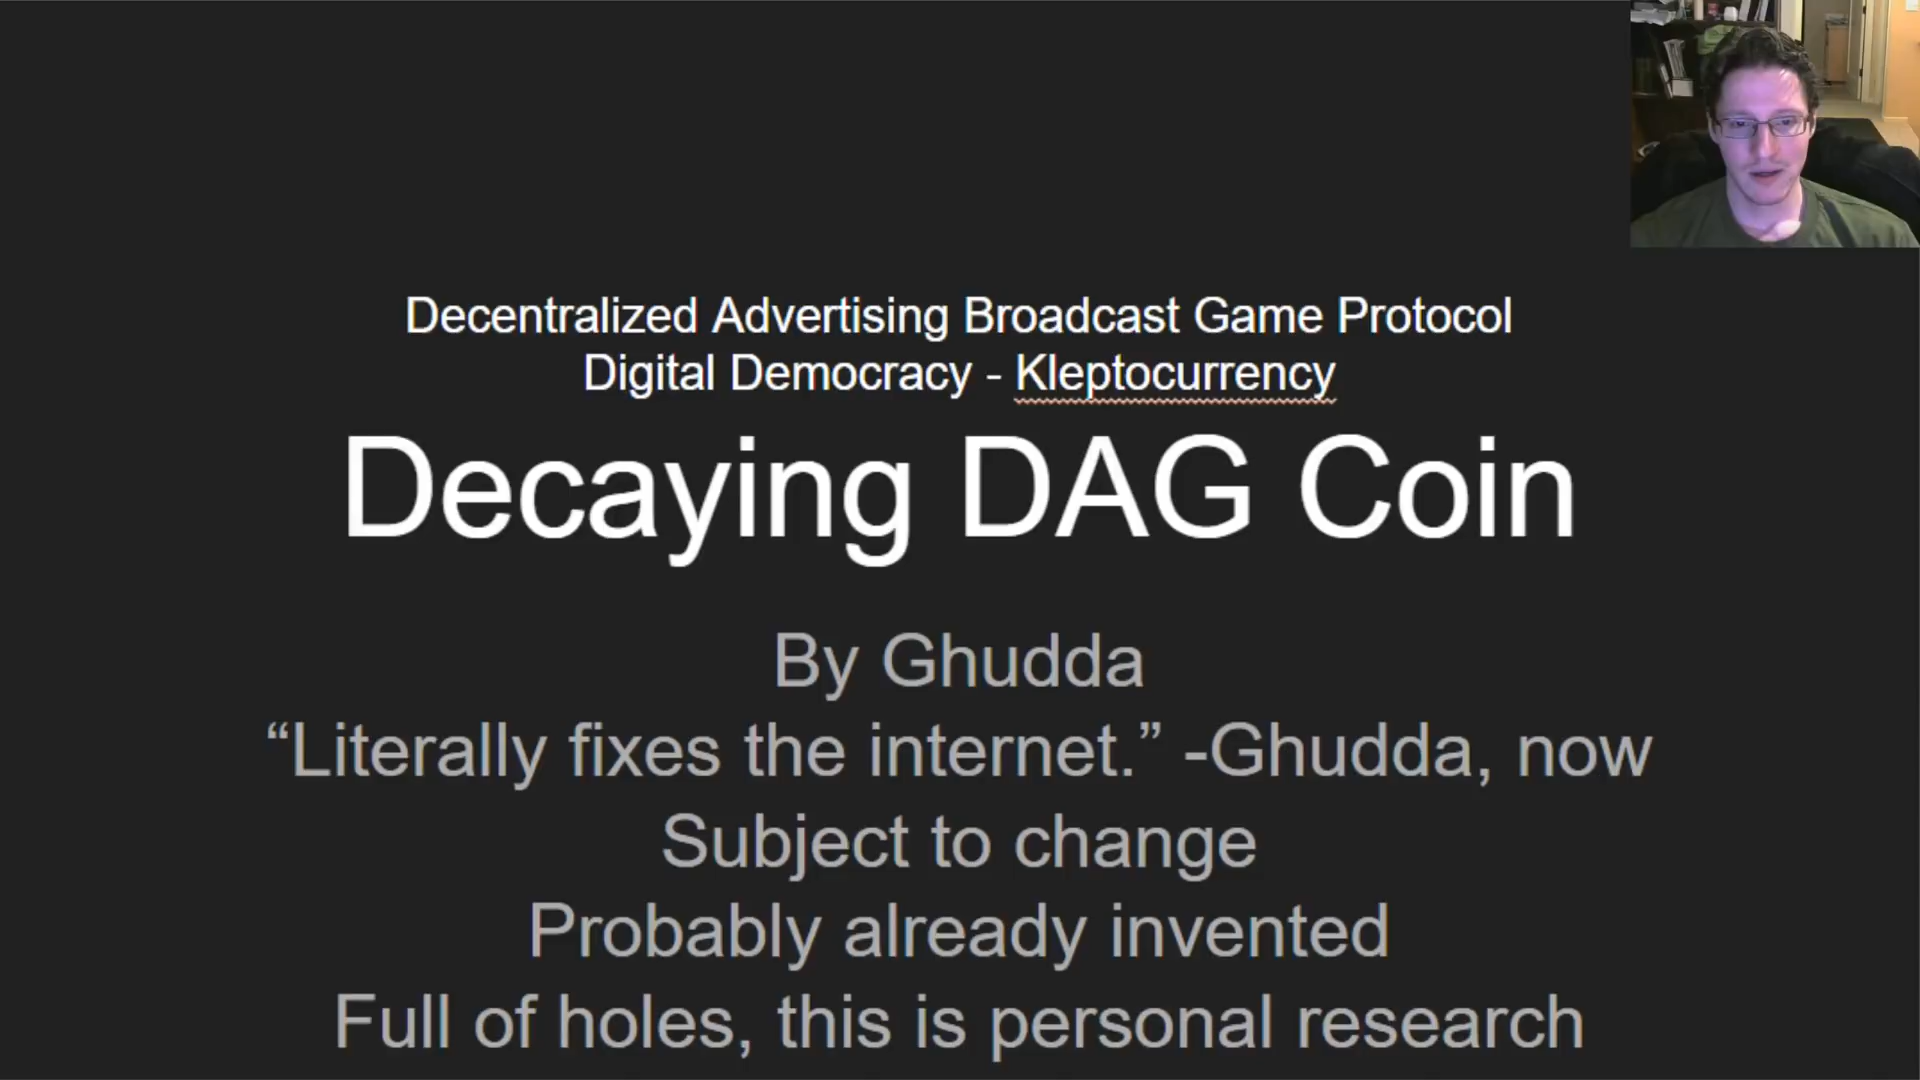 Decentralized Advertising Broadcast Game Protocol
Digital Democracy - Kleptocurrency
Decaying DAG Coin
By Ghudda
“Literally fixes the internet.” -Ghudda, now
Subject to change
Probably already invented
Full of holes, this is personal research